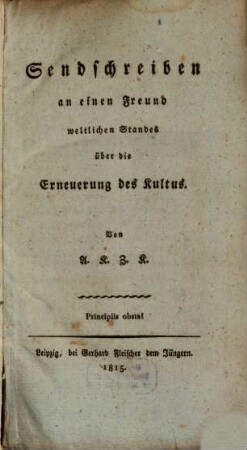 Sendschreiben
an einen Freund
weltlichen Standes
über die
Erneuerung des Kultus.
Von
A. K. Z. K.
Principiis obsta!
Leipzig, bei Gerhard Fleischer dem Jüngern.
1815.